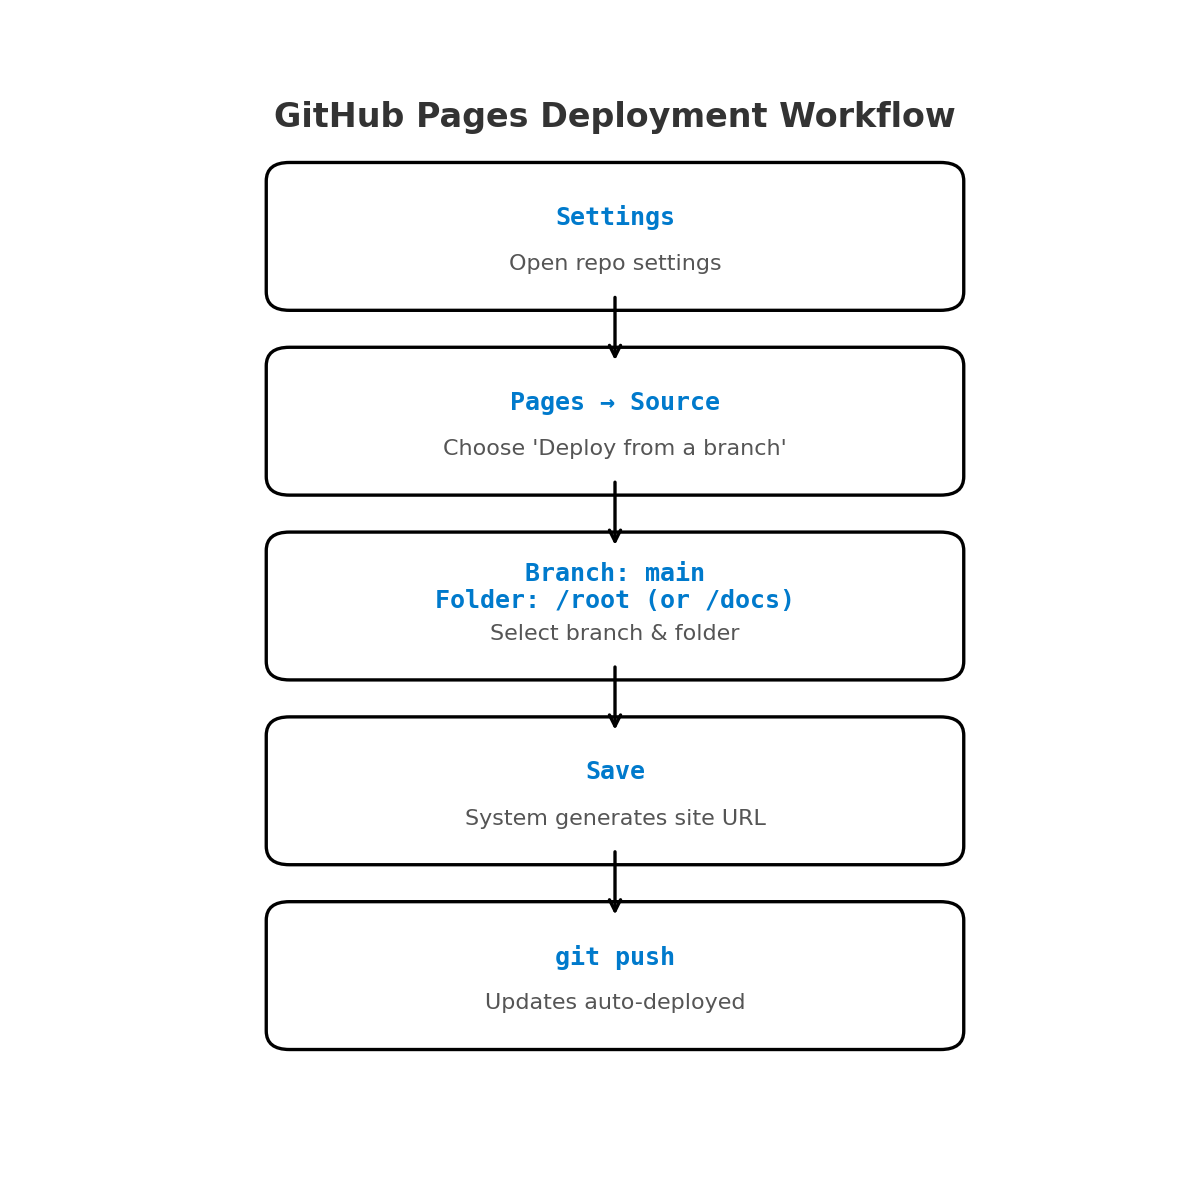 GitHub Pages Deployment Workflow
Settings
Open repo settings
Pages → Source
Choose 'Deploy from a branch'
Branch: main
Folder: /root (or /docs)
Select branch & folder
Save
System generates site URL
git push
Updates auto-deployed